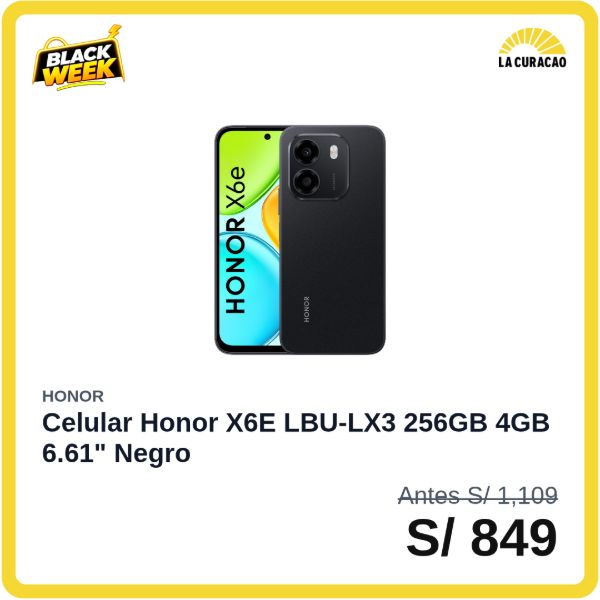 BLACK
WEEK
LA CURACAO
HONOR X6e
HONOR
HONOR
Celular Honor X6E LBU-LX3 256GB 4GB
6.61" Negro
Antes S/ 1,109
S/ 849